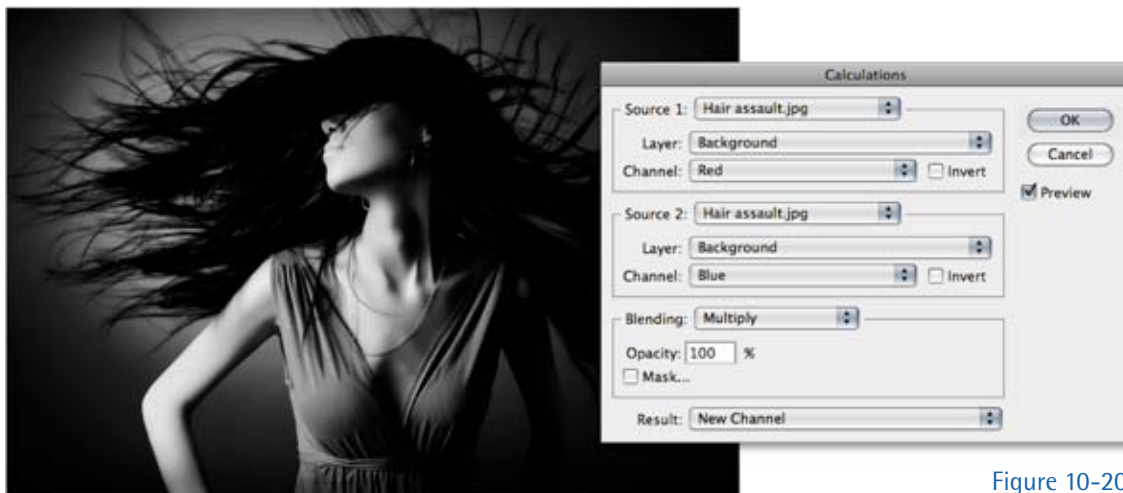 Calculations
Source 1: Hair assault.jpg
Layer: Background
Channel: Red Invert
Source 2: Hair assault.jpg
Layer: Background
Channel: Blue Invert
Blending: Multiply
Opacity: 100 %
Mask...
Result: New Channel
OK
Cancel
Preview
Figure 10-20